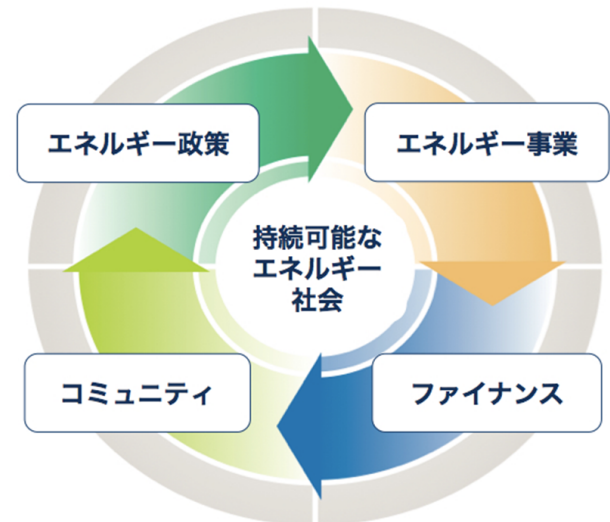 エネルギー政策
エネルギー事業
持続可能な
エネルギー
社会
コミュニティ
ファイナンス